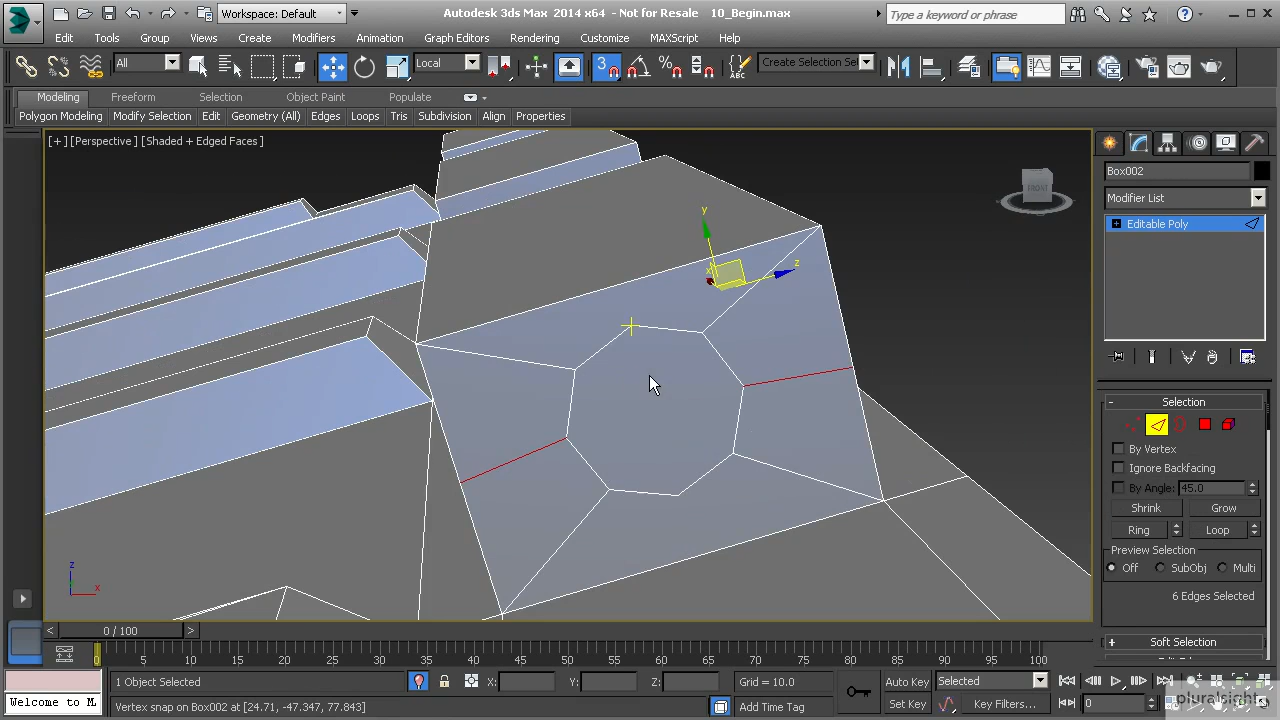 Workspace: Default
Autodesk 3ds Max 2014 x64 - Not for Resale 10_Begin.max
Type a keyword or phrase
Edit Tools Group Views Create Modifiers Animation Graph Editors Rendering Customize MAXScript Help
All Local 3 Create Selection Se
Modeling Freeform Selection Object Paint Populate
Polygon Modeling Modify Selection Edit Geometry (All) Edges Loops Tris Subdivision Align Properties
[+] [Perspective] [Shaded + Edged Faces]
FRONT
y
z
x
z
x
Box002
Modifier List
Editable Poly
- Selection
By Vertex
Ignore Backfacing
By Angle: 45.0
Shrink Grow
Ring Loop
Preview Selection
Off SubObj Multi
6 Edges Selected
+ Soft Selection
< 0 / 100 >
0 5 10 15 20 25 30 35 40 45 50 55 60 65 70 75 80 85 90 95 100
1 Object Selected X: Y: Z: Grid = 10.0 Auto Key Selected
Welcome to M Vertex snap on Box002 at [24.71, -47.347, 77.843] Add Time Tag Set Key Key Filters... 0
pluralsight